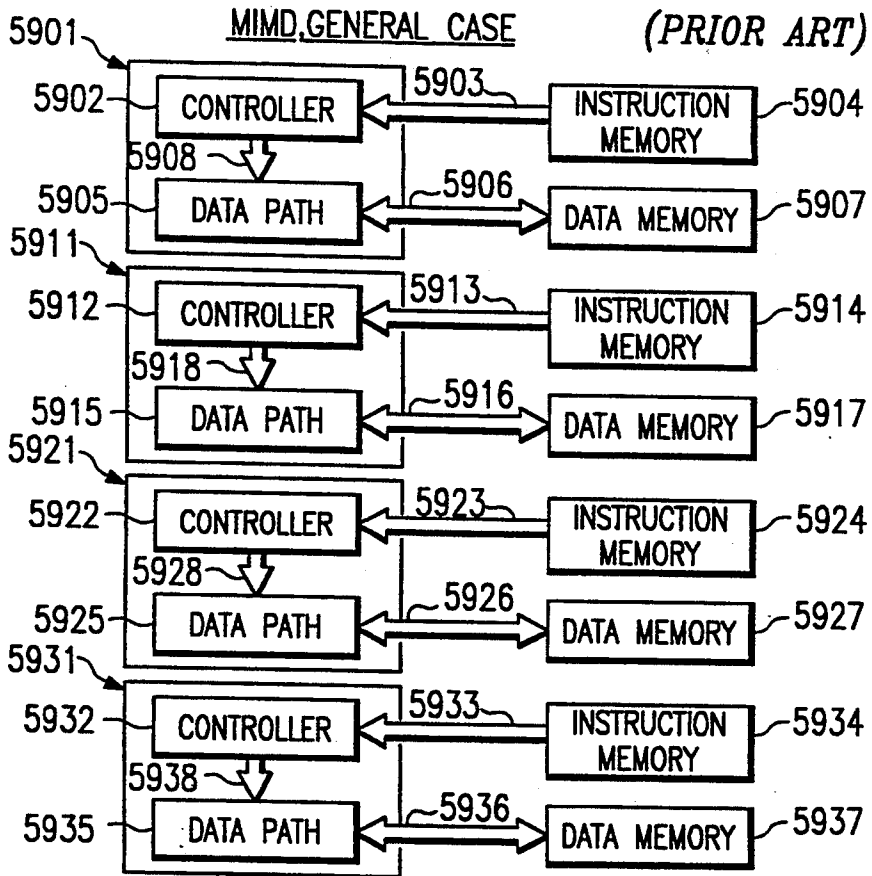 MIMD, GENERAL CASE (PRIOR ART)
5901
5902 CONTROLLER 5903 INSTRUCTION MEMORY 5904
5908
5905 DATA PATH 5906 DATA MEMORY 5907
5911
5912 CONTROLLER 5913 INSTRUCTION MEMORY 5914
5918
5915 DATA PATH 5916 DATA MEMORY 5917
5921
5922 CONTROLLER 5923 INSTRUCTION MEMORY 5924
5928
5925 DATA PATH 5926 DATA MEMORY 5927
5931
5932 CONTROLLER 5933 INSTRUCTION MEMORY 5934
5938
5935 DATA PATH 5936 DATA MEMORY 5937